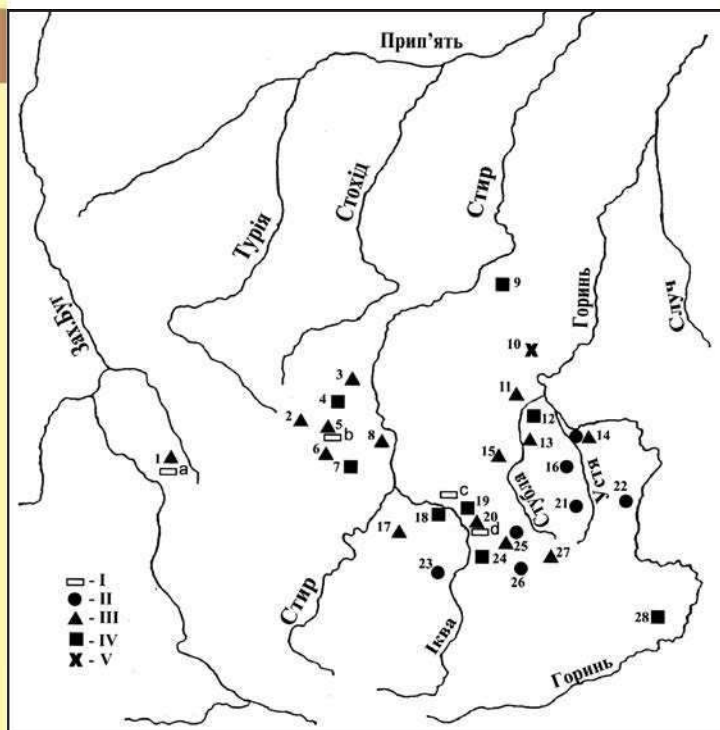 Прип’ять
Стохід
Стир
Турія
Горинь
Случ
Зах.Буг
9
10
3
4
11
2
5
b
12
8
13
14
6
15
1
a
7
16
Стубла
Устя
22
c
21
19
18
20
17
d
25
27
24
23
26
Стир
Іква
28
Горинь
- I
- II
- III
- IV
- V